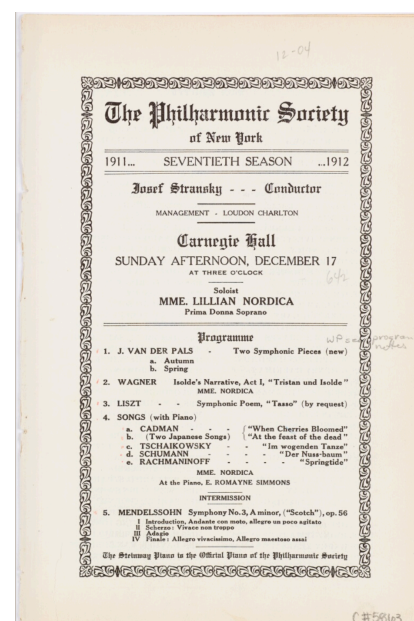 12-04
The Philharmonic Society
of New York
1911... SEVENTIETH SEASON ...1912
Josef Stransky - - - Conductor
MANAGEMENT - LOUDON CHARLTON
Carnegie Hall
SUNDAY AFTERNOON, DECEMBER 17
AT THREE O'CLOCK
642
Soloist
MME. LILLIAN NORDICA
Prima Donna Soprano
Programme
1. J. VAN DER PALS - Two Symphonic Pieces (new)
a. Autumn
b. Spring
2. WAGNER Isolde's Narrative, Act I, "Tristan und Isolde"
MME. NORDICA
3. LISZT - - Symphonic Poem, "Tasso" (by request)
4. SONGS (with Piano)
a. CADMAN - - - "When Cherries Bloomed"
b. (Two Japanese Songs) "At the feast of the dead"
c. TSCHAIKOWSKY - - "Im wogenden Tanze"
d. SCHUMANN - - - "Der Nuss-baum"
e. RACHMANINOFF - - - "Springtide"
MME. NORDICA
At the Piano, E. ROMAYNE SIMMONS
INTERMISSION
5. MENDELSSOHN Symphony No. 3, A minor, ("Scotch"), op. 56
I Introduction, Andante con moto, allegro un poco agitato
II Scherzo: Vivace non troppo
III Adagio
IV Finale: Allegro vivacissimo, Allegro maestoso assai
The Steinway Piano is the Official Piano of the Philharmonic Society